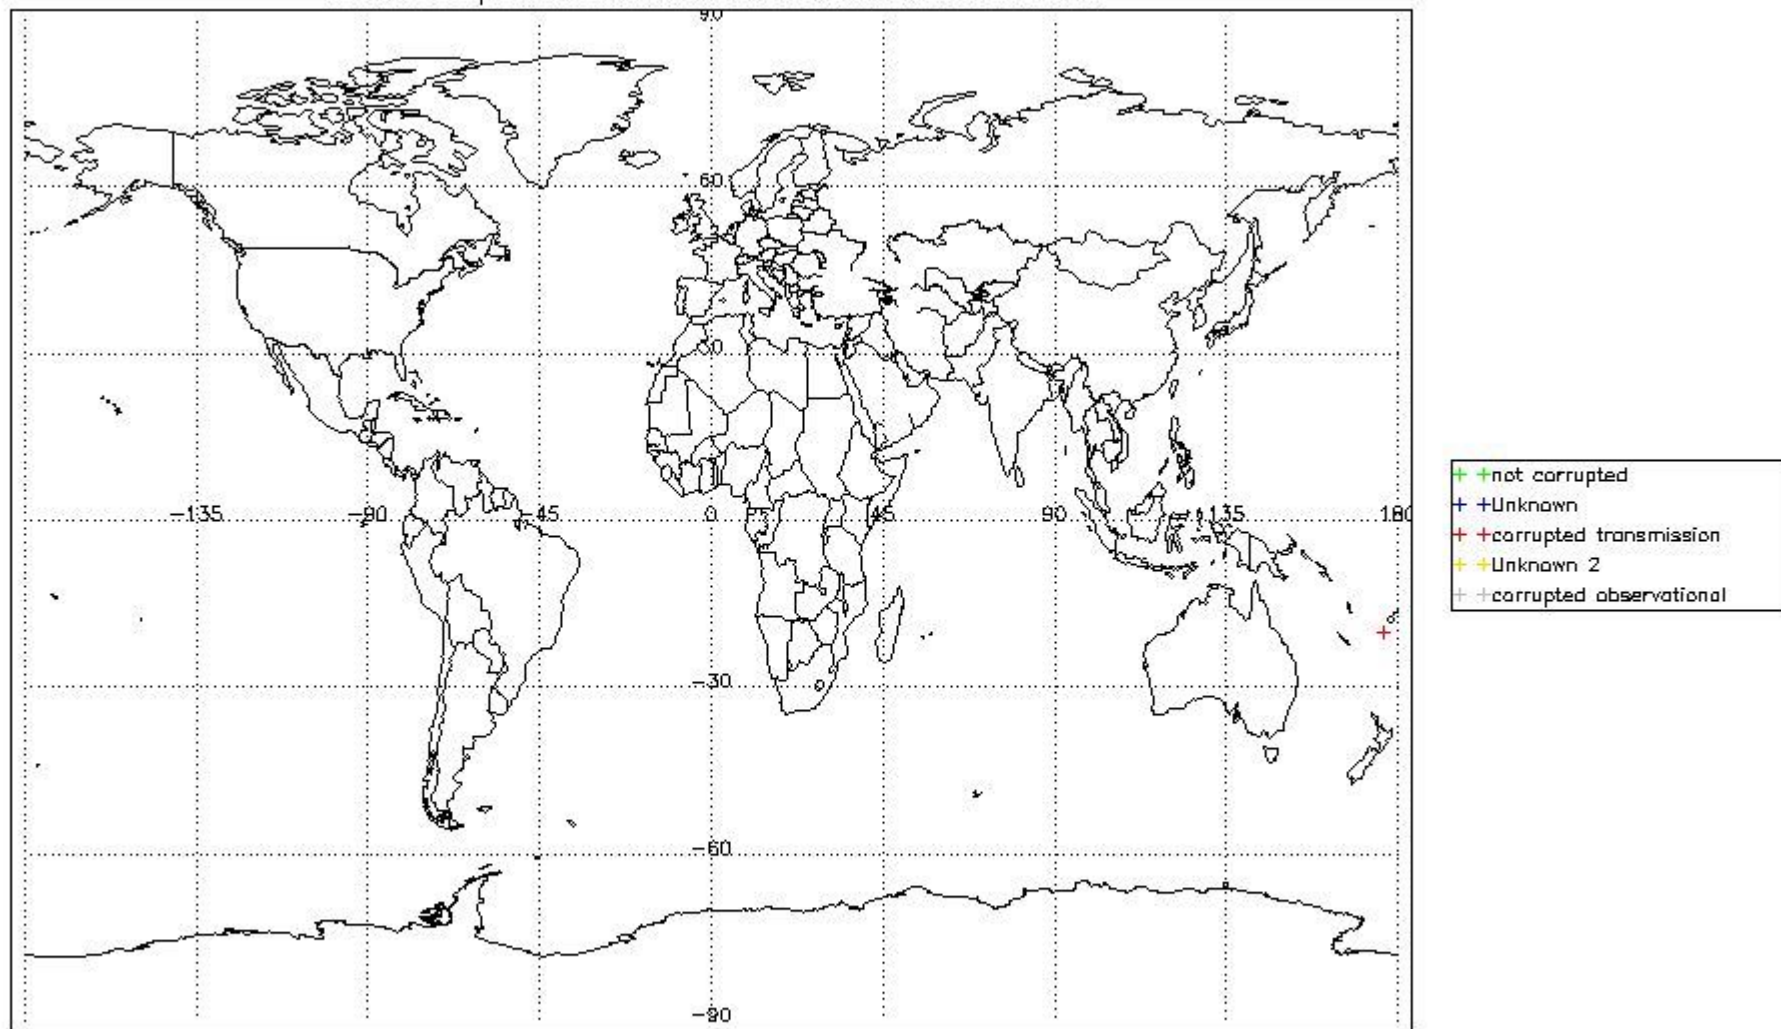 90
60
30
-135 -90 -45 0 45 90 135 180
-30
-60
-90
not corrupted
Unknown
corrupted transmission
Unknown 2
corrupted observational